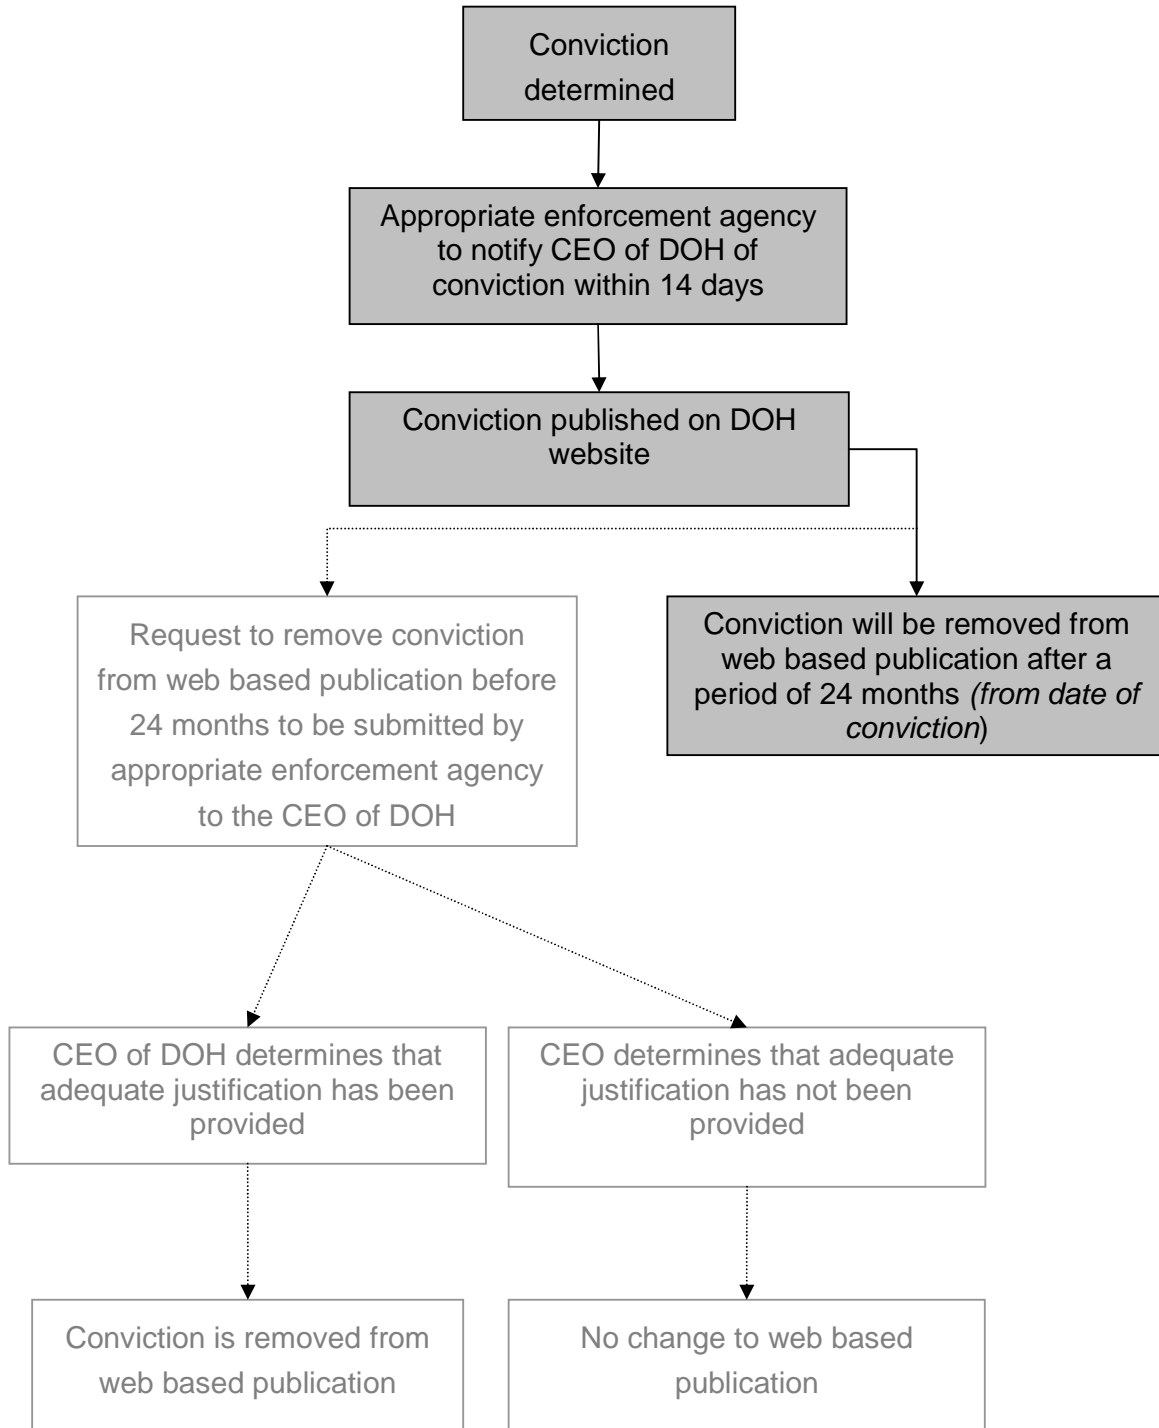 Conviction
determined
Appropriate enforcement agency
to notify CEO of DOH of
conviction within 14 days
Conviction published on DOH
website
Request to remove conviction
from web based publication before
24 months to be submitted by
appropriate enforcement agency
to the CEO of DOH
Conviction will be removed from
web based publication after a
period of 24 months (from date of
conviction)
CEO of DOH determines that
adequate justification has been
provided
CEO determines that adequate
justification has not been
provided
Conviction is removed from
web based publication
No change to web based
publication